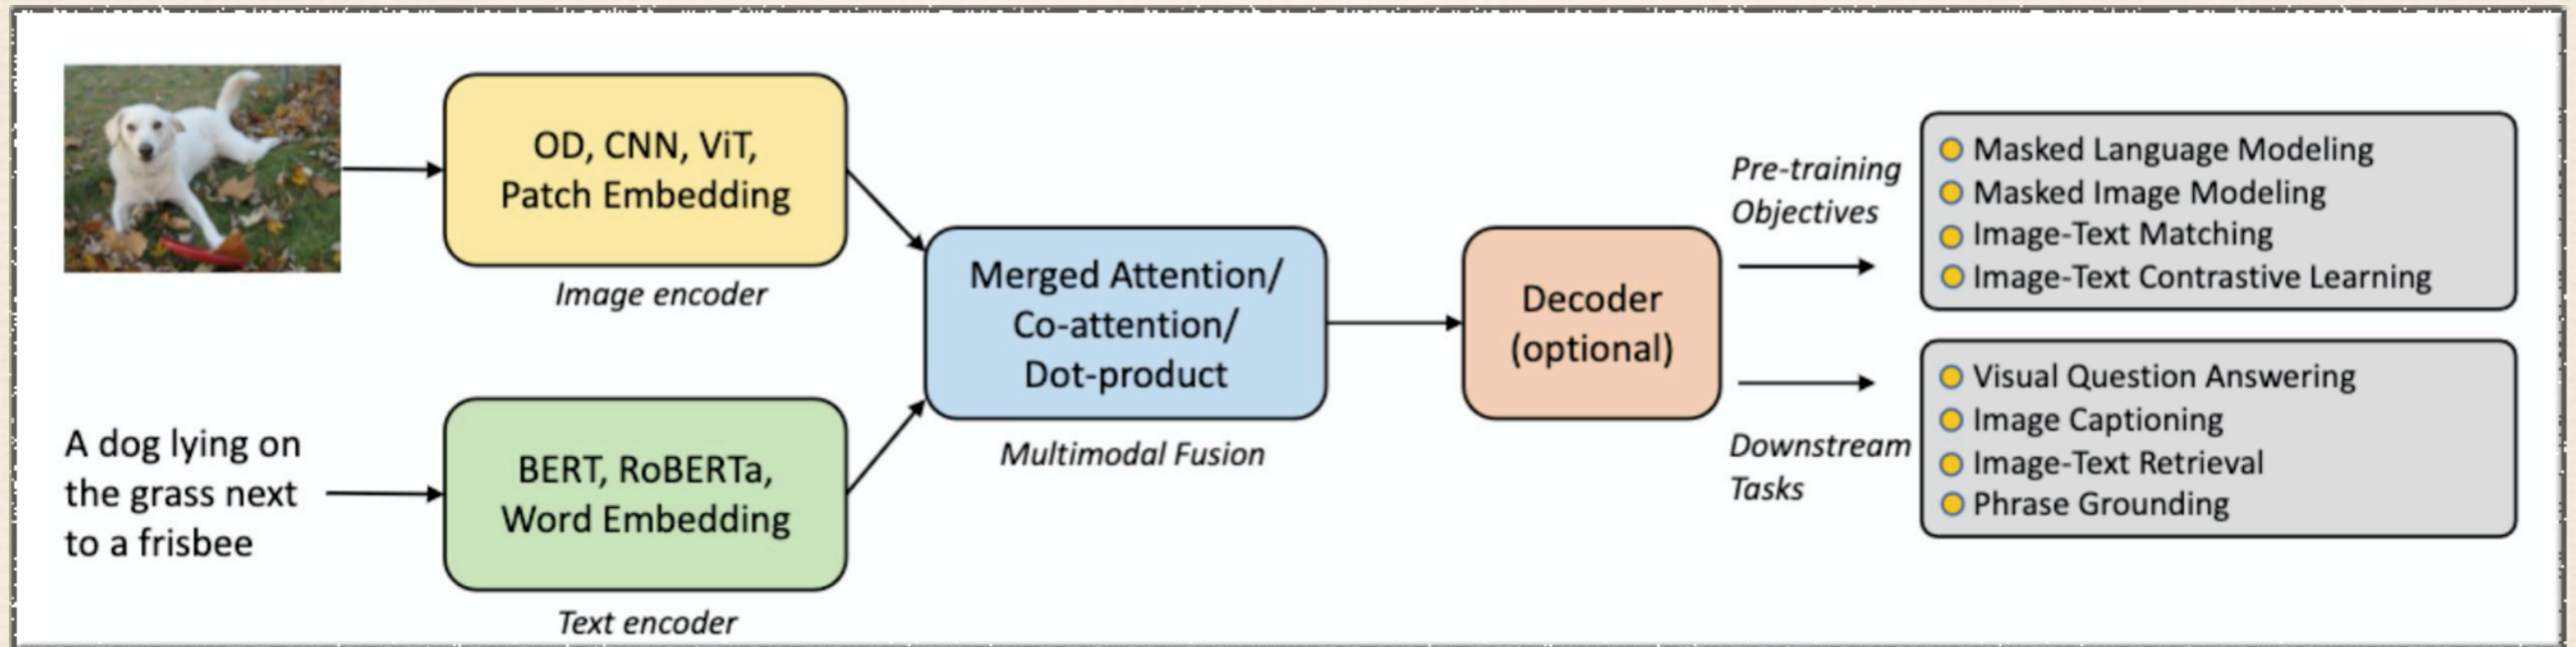 OD, CNN, ViT,
Patch Embedding
Image encoder
A dog lying on
the grass next
to a frisbee
BERT, RoBERTa,
Word Embedding
Text encoder
Merged Attention/
Co-attention/
Dot-product
Multimodal Fusion
Decoder
(optional)
Pre-training
Objectives
Masked Language Modeling
Masked Image Modeling
Image-Text Matching
Image-Text Contrastive Learning
Downstream
Tasks
Visual Question Answering
Image Captioning
Image-Text Retrieval
Phrase Grounding